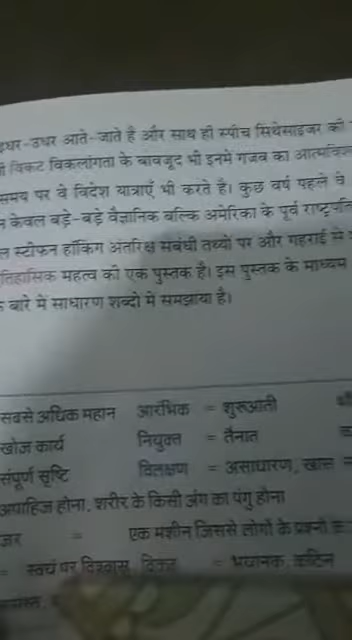 इधर-उधर आते-जाते हैं और साथ ही स्पीच सिंथेसाइजर की
विकट विकलांगता के बावजूद भी इनमें गजब का
समय पर वे विदेश यात्राएँ भी करते हैं। कुछ वर्ष पहले वे
न केवल बड़े-बड़े वैज्ञानिक बल्कि अमेरिका के पूर्व
स्टीफन हॉकिंग अंतरिक्ष संबंधी तथ्यों पर और गहराई से
महत्व की एक पुस्तक है। इस पुस्तक के माध्यम
के बारे में साधारण शब्दों में समझाया है।
सबसे अधिक महान आरंभिक = शुरुआती
खोज कार्य नियुक्त = तैनात
संपूर्ण सृष्टि विलक्षण = असाधारण, खास
अपाहिज होना, शरीर के किसी अंग का पंगु होना
जर = एक मशीन जिससे लोगों के प्रश्नों
= स्वयं पर विश्वास, विकट = भयानक, कठिन